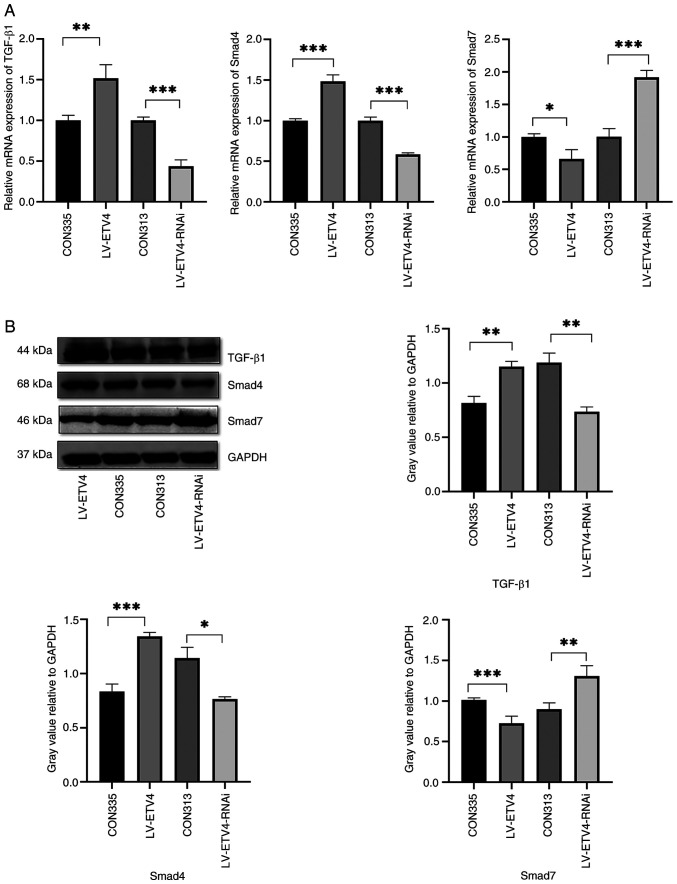 A
Relative mRNA expression of TGF-β1
2.0
1.5
1.0
0.5
0.0
**
***
CON335
LV-ETV4
CON313
LV-ETV4-RNAi
Relative mRNA expression of Smad4
2.0
1.5
1.0
0.5
0.0
***
***
CON335
LV-ETV4
CON313
LV-ETV4-RNAi
Relative mRNA expression of Smad7
2.5
2.0
1.5
1.0
0.5
0.0
*
***
CON335
LV-ETV4
CON313
LV-ETV4-RNAi
B
44 kDa
TGF-β1
68 kDa
Smad4
46 kDa
Smad7
37 kDa
GAPDH
LV-ETV4
CON335
CON313
LV-ETV4-RNAi
Gray value relative to GAPDH
1.5
1.0
0.5
0.0
**
**
CON335
LV-ETV4
CON313
LV-ETV4-RNAi
TGF-β1
Gray value relative to GAPDH
1.5
1.0
0.5
0.0
***
*
CON335
LV-ETV4
CON313
LV-ETV4-RNAi
Smad4
Gray value relative to GAPDH
2.0
1.5
1.0
0.5
0.0
***
**
CON335
LV-ETV4
CON313
LV-ETV4-RNAi
Smad7